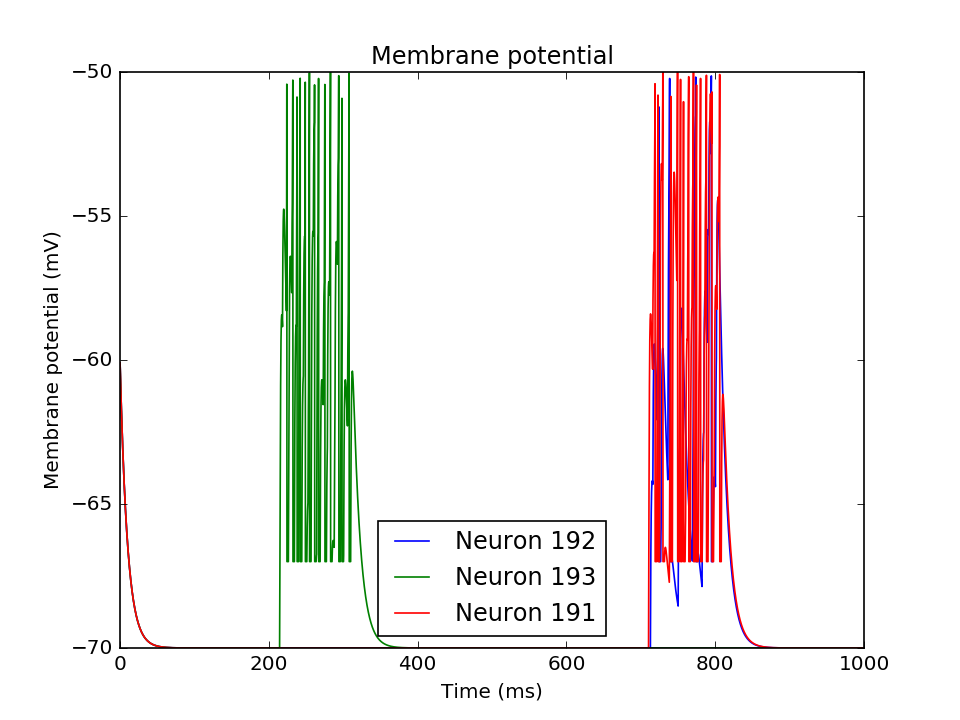 Membrane potential
−50
−55
−60
−65
−70
Membrane potential (mV)
Neuron 192
Neuron 193
Neuron 191
0 200 400 600 800 1000
Time (ms)